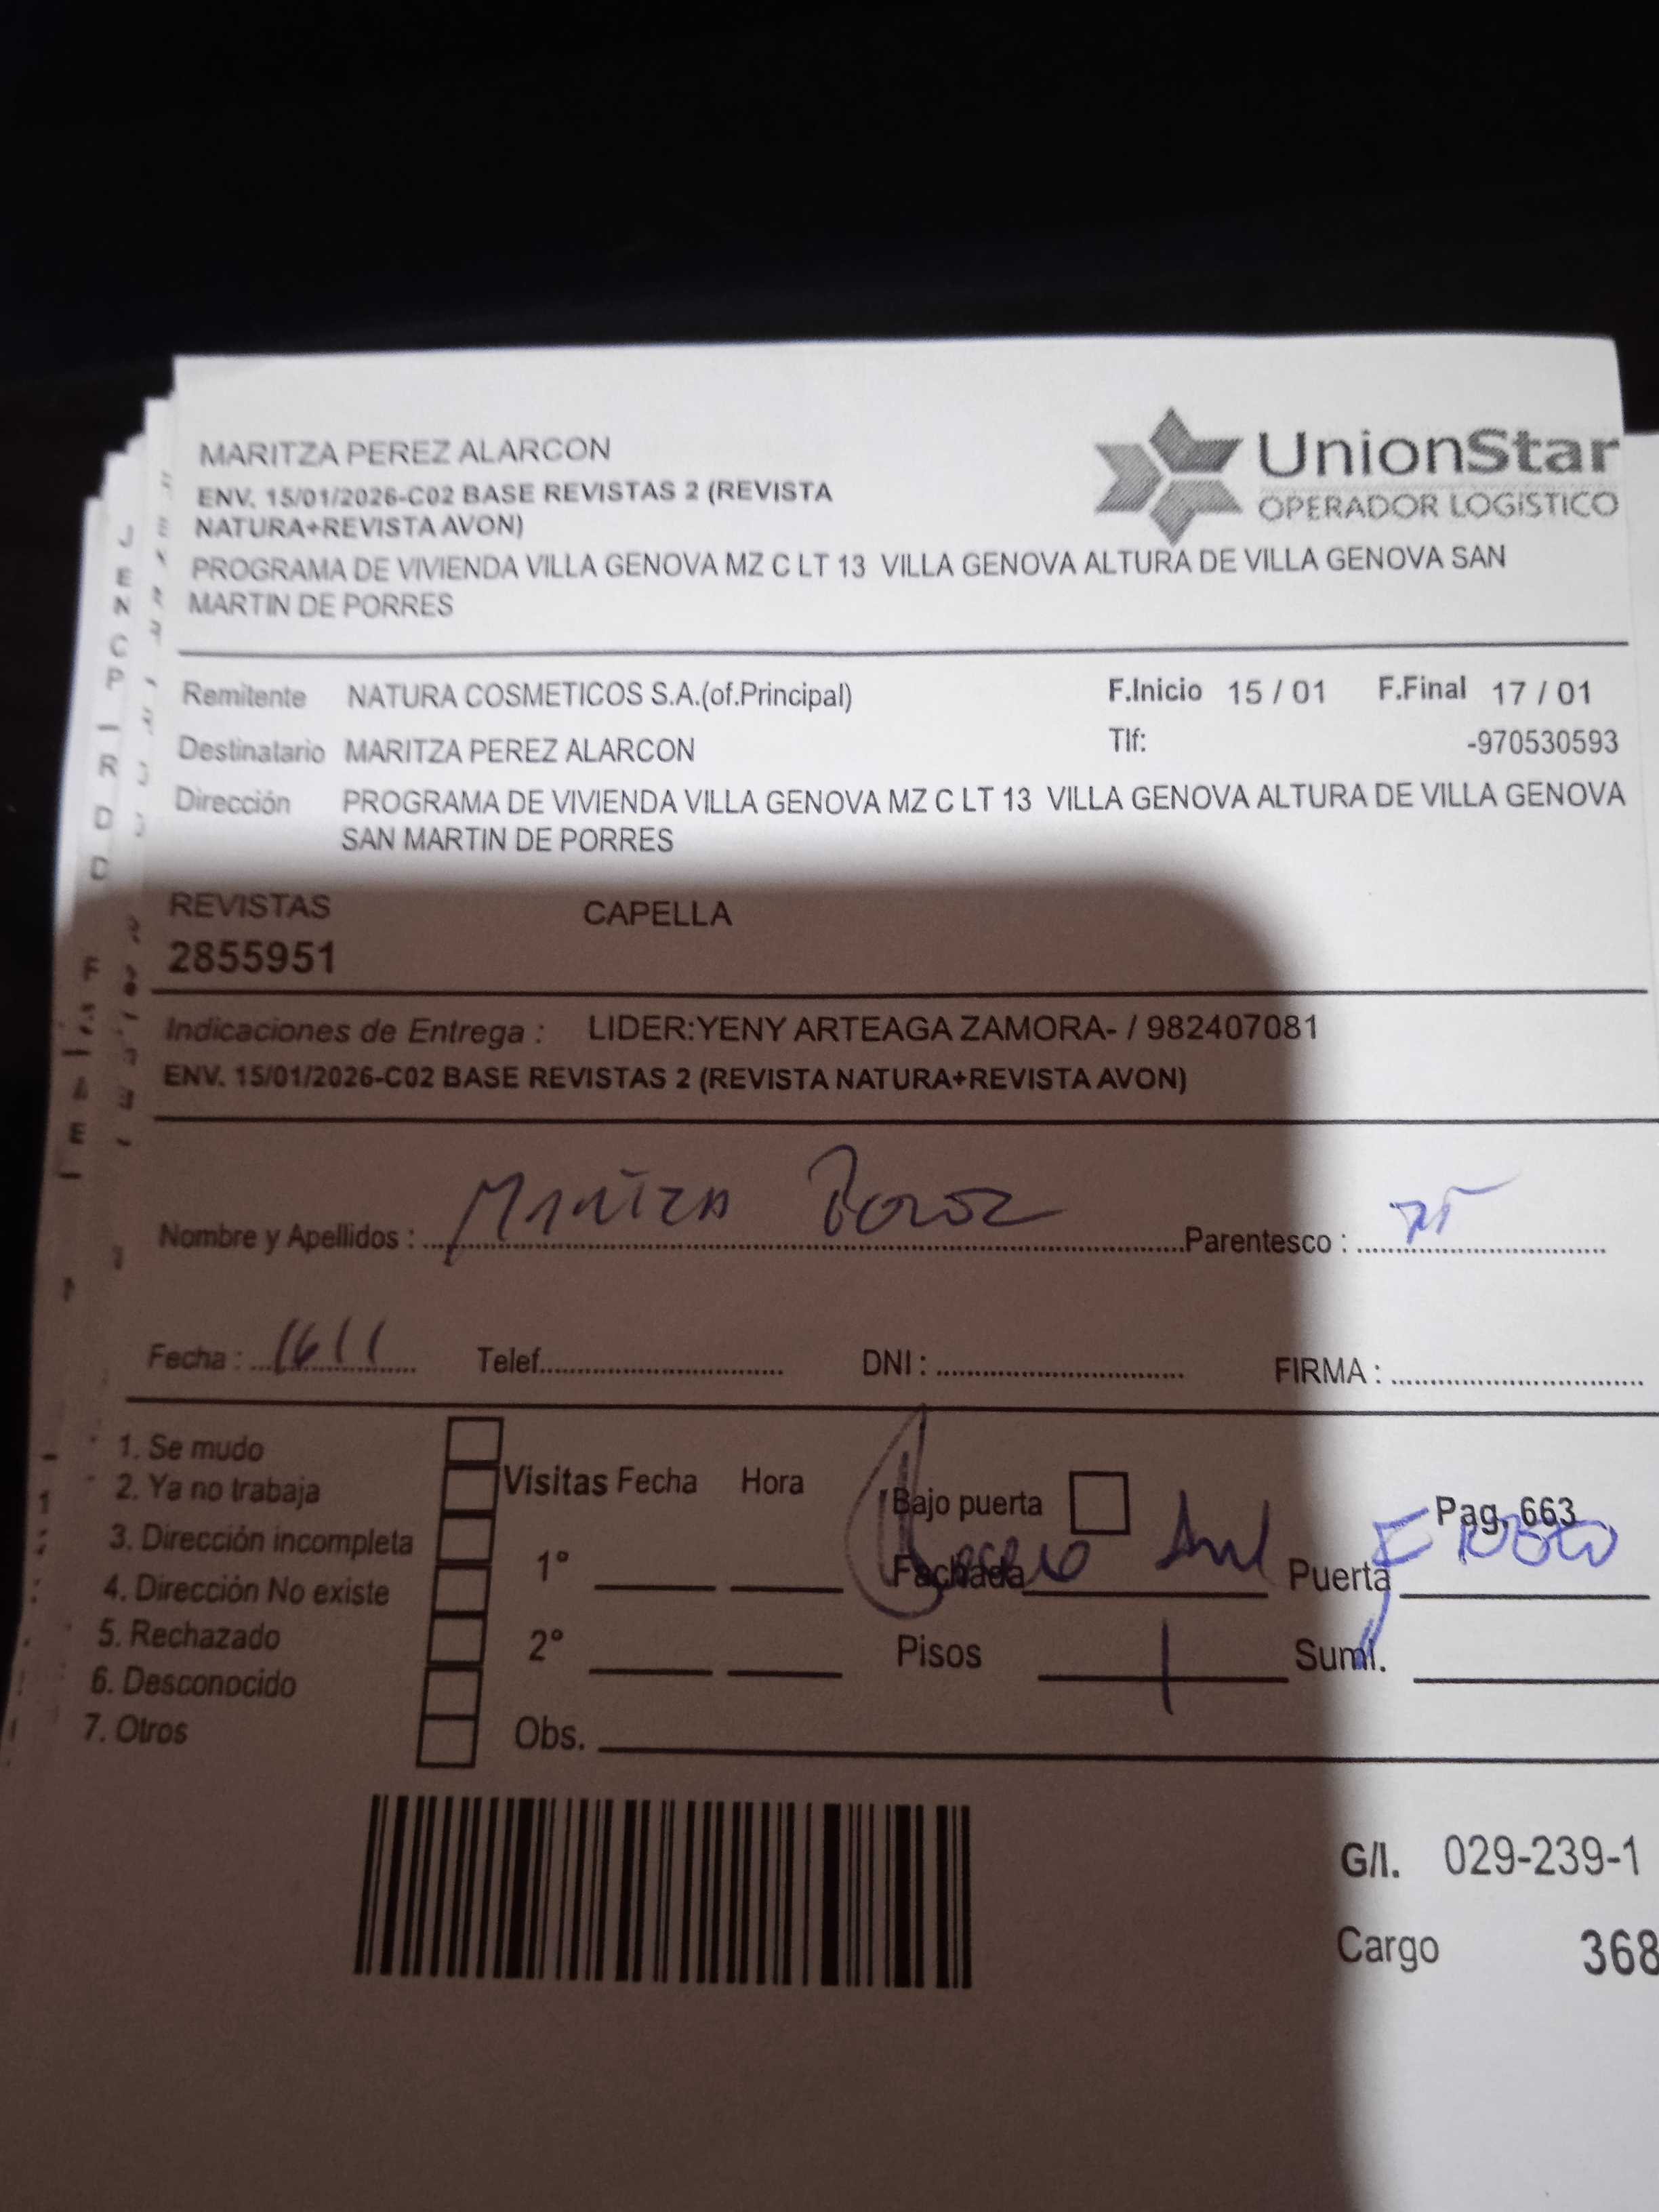 MARITZA PEREZ ALARCON
ENV. 15/01/2026-C02 BASE REVISTAS 2 (REVISTA
NATURA+REVISTA AVON)
PROGRAMA DE VIVIENDA VILLA GENOVA MZ C LT 13 VILLA GENOVA ALTURA DE VILLA GENOVA SAN
MARTIN DE PORRES
UnionStar
OPERADOR LOGÍSTICO
Remitente NATURA COSMETICOS S.A.(of.Principal) F.Inicio 15 / 01 F.Final 17 / 01
Destinatario MARITZA PEREZ ALARCON Tlf: -970530593
Dirección PROGRAMA DE VIVIENDA VILLA GENOVA MZ C LT 13 VILLA GENOVA ALTURA DE VILLA GENOVA
SAN MARTIN DE PORRES
REVISTAS CAPELLA
2855951
Indicaciones de Entrega : LIDER:YENY ARTEAGA ZAMORA- / 982407081
ENV. 15/01/2026-C02 BASE REVISTAS 2 (REVISTA NATURA+REVISTA AVON)
Nombre y Apellidos : Maritza Parentesco :
Fecha : 16/1 Telef. DNI : FIRMA :
1. Se mudo
2. Ya no trabaja
3. Dirección incompleta
4. Dirección No existe
5. Rechazado
6. Desconocido
7. Otros
Visitas Fecha Hora
1°
2°
Obs.
Bajo puerta Pag. 663
Fachada Puerta
Pisos 1 Sumi.
G/I. 029-239-1
Cargo 368